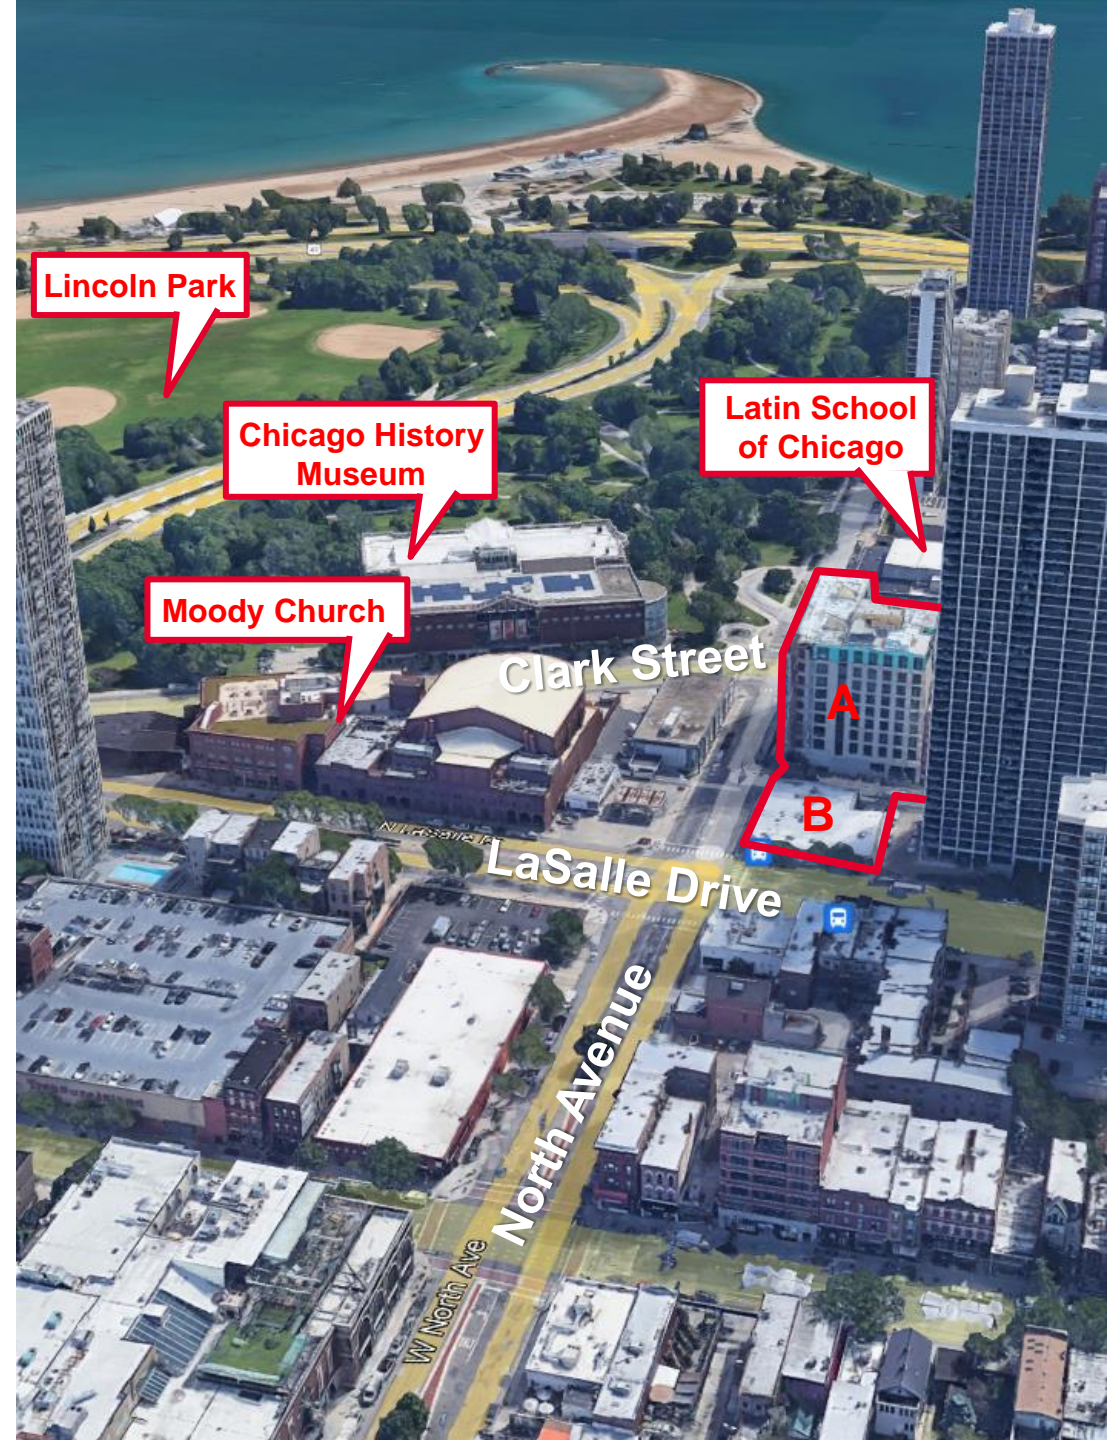 Lincoln Park
Chicago History
Museum
Latin School
of Chicago
Moody Church
Clark Street
A
B
LaSalle Drive
North Avenue
W North Ave